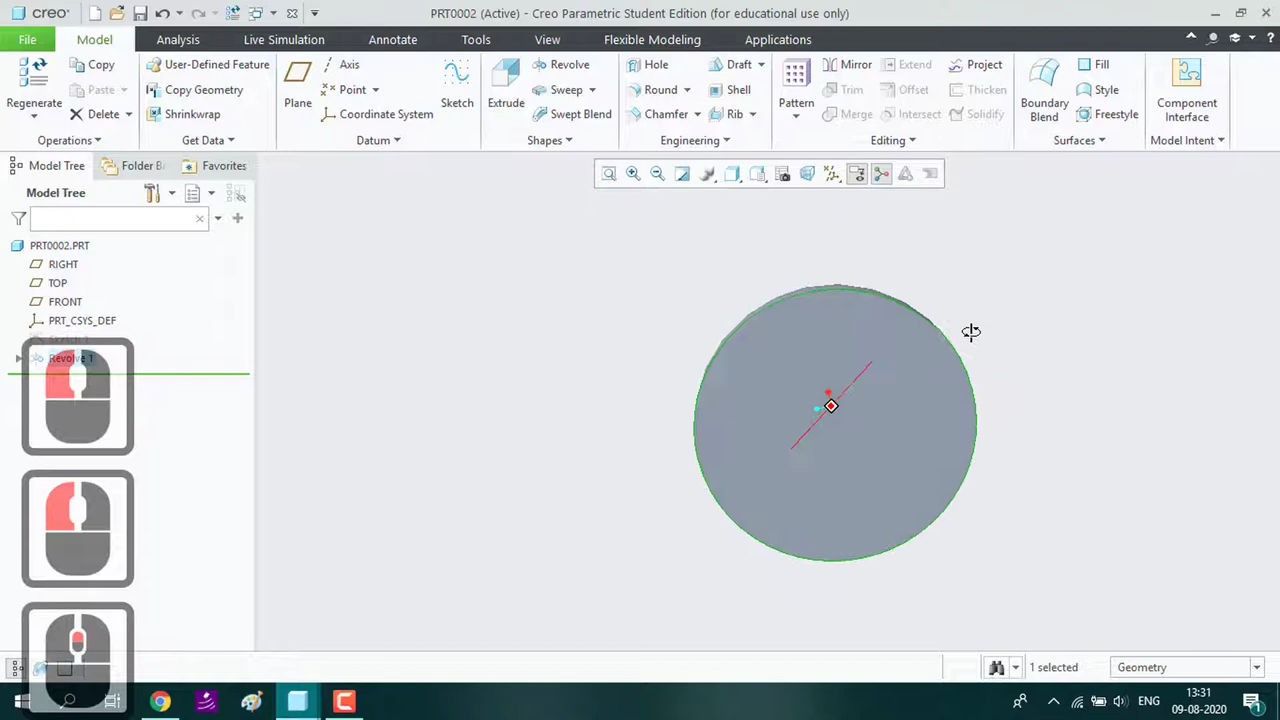 creo PRT0002 (Active) - Creo Parametric Student Edition (for educational use only)
File Model Analysis Live Simulation Annotate Tools View Flexible Modeling Applications
Copy User-Defined Feature Axis Revolve Hole Draft Mirror Extend Project Fill
Paste Copy Geometry Point Sweep Round Shell Trim Offset Thicken Style
Regenerate Plane Sketch Extrude Pattern Boundary Blend Component Interface
Delete Shrinkwrap Coordinate System Swept Blend Chamfer Rib Merge Intersect Solidify Freestyle
Operations Get Data Datum Shapes Engineering Editing Surfaces Model Intent
Model Tree Folder B Favorites
Model Tree
PRT0002.PRT
RIGHT
TOP
FRONT
PRT_CSYS_DEF
Revolve 1
1 selected Geometry
ENG 13:31
09-08-2020
1